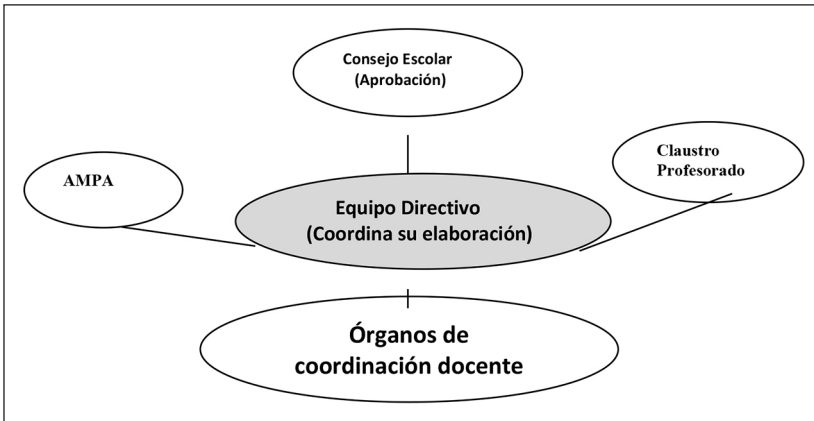 Consejo Escolar
(Aprobación)
AMPA
Claustro
Profesorado
Equipo Directivo
(Coordina su elaboración)
Órganos de
coordinación docente